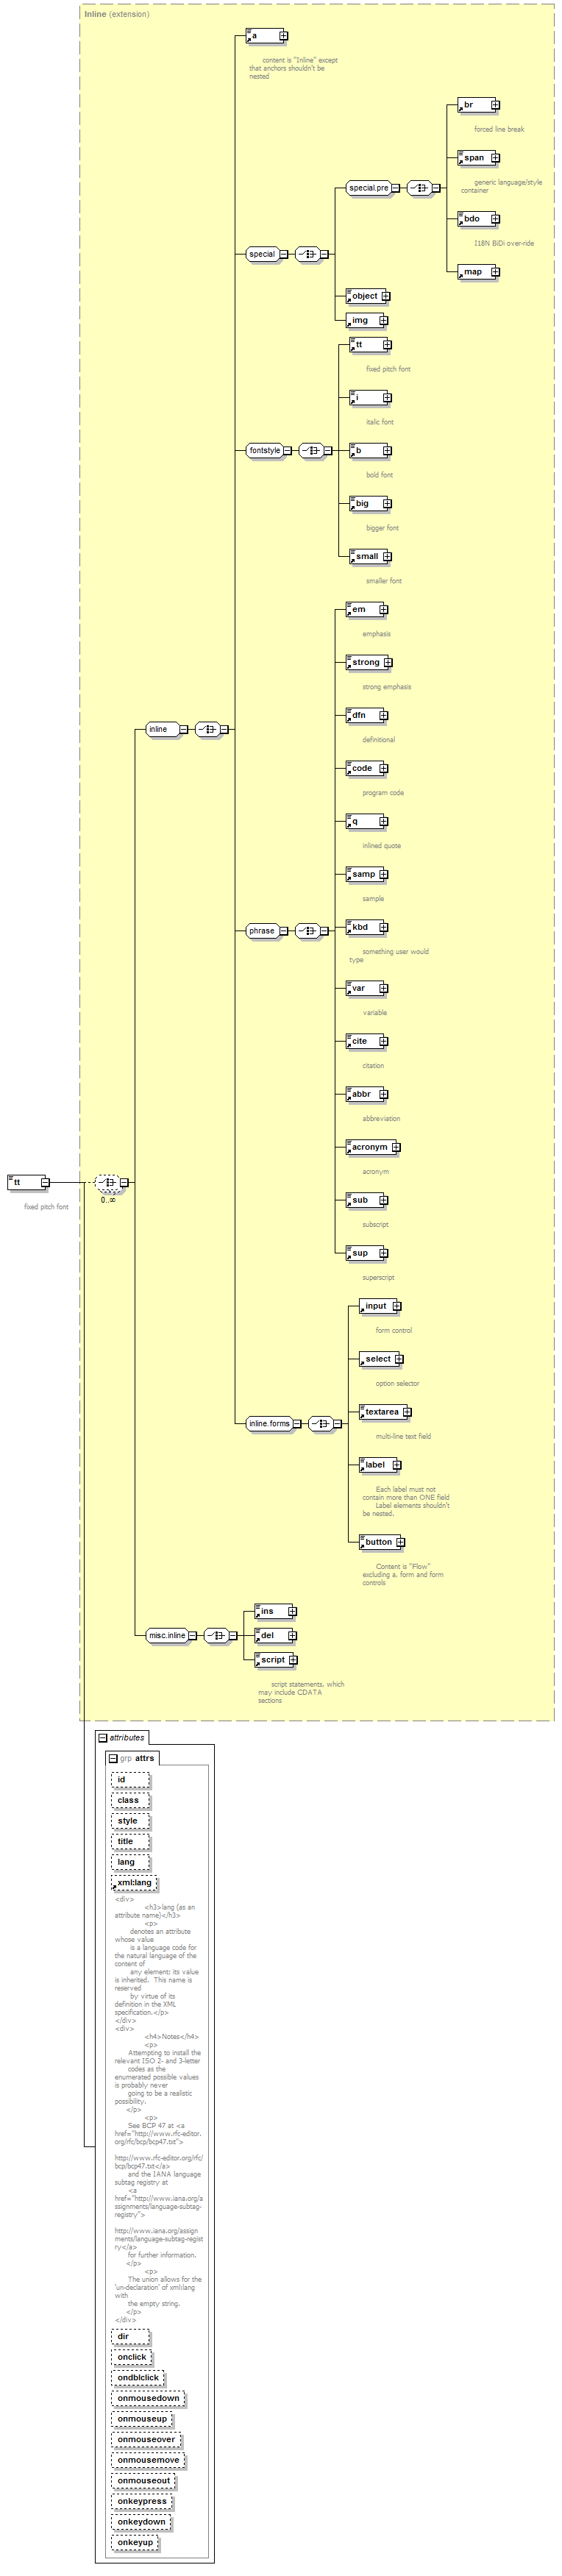 Inline (extension)
a
content is "Inline" except
that anchors shouldn't be
nested
br
forced line break
special.pre
span
generic language/style
container
bdo
I18N BiDi over-ride
special
map
object
img
tt
fixed pitch font
i
italic font
fontstyle
b
bold font
big
bigger font
small
smaller font
em
emphasis
strong
strong emphasis
inline
dfn
definitional
code
program code
q
inlined quote
samp
sample
phrase
kbd
something user would
type
var
variable
cite
citation
abbr
abbreviation
acronym
acronym
tt
fixed pitch font
0..∞
sub
subscript
sup
superscript
input
form control
select
option selector
textarea
multi-line text field
inline.forms
label
Each label must not
contain more than ONE field
Label elements shouldn't
be nested.
button
Content is "Flow"
excluding a, form and form
controls
ins
misc.inline
del
script
script statements, which
may include CDATA
sections
attributes
grp attrs
id
class
style
title
lang
xml:lang
<div>
<h3>lang (as an
attribute name)</h3>
<p>
denotes an attribute
whose value
is a language code for
the natural language of the
content of
any element; its value
is inherited.  This name is
reserved
by virtue of its
definition in the XML
specification.</p>
</div>
<div>
<h4>Notes</h4>
<p>
Attempting to install the
relevant ISO 2- and 3-letter
codes as the
enumerated possible values
is probably never
going to be a realistic
possibility.
</p>
<p>
See BCP 47 at <a
href="http://www.rfc-editor.
org/rfc/bcp/bcp47.txt">
http://www.rfc-editor.org/rfc/
bcp/bcp47.txt</a>
and the IANA language
subtag registry at
<a
href="http://www.iana.org/a
ssignments/language-subtag-
registry">
http://www.iana.org/assign
ments/language-subtag-regist
ry</a>
for further information.
</p>
<p>
The union allows for the
'un-declaration' of xml:lang
with
the empty string.
</p>
</div>
dir
onclick
ondblclick
onmousedown
onmouseup
onmouseover
onmousemove
onmouseout
onkeypress
onkeydown
onkeyup